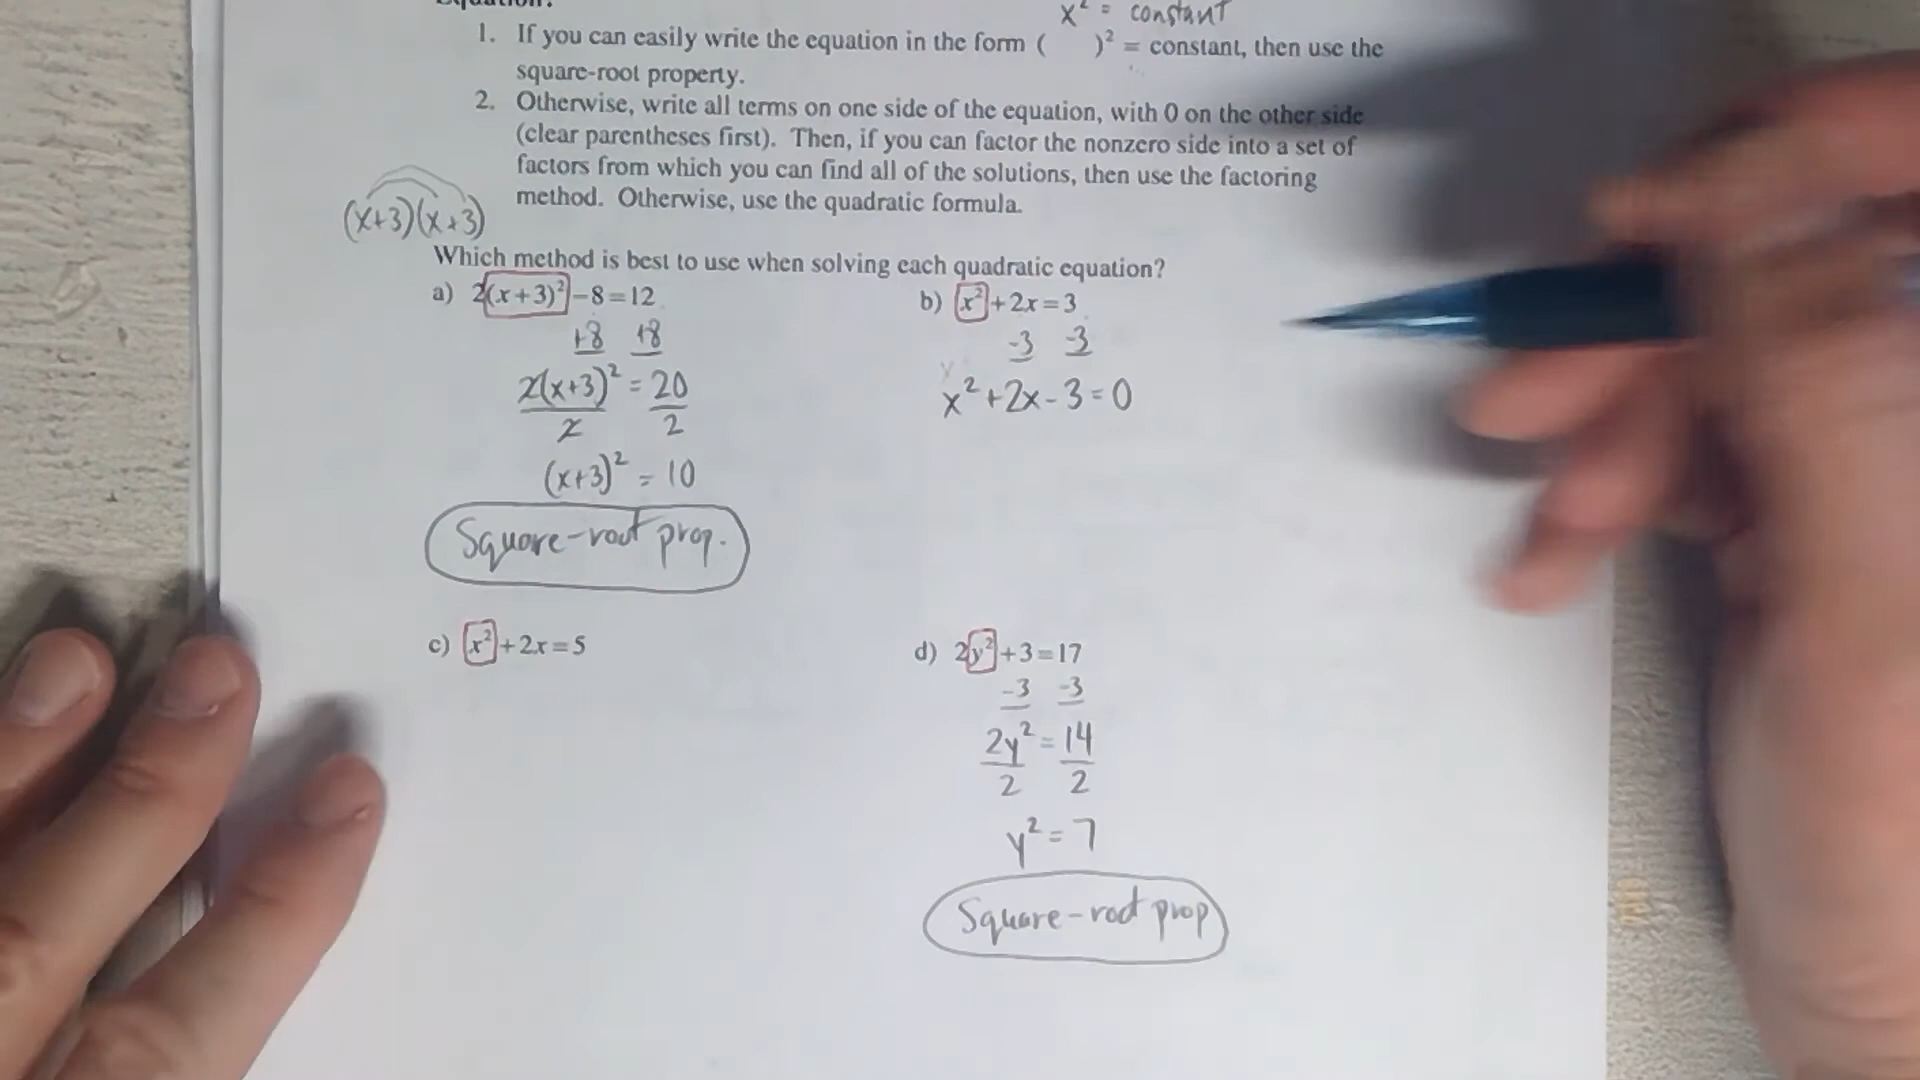 Equation:
x² = constant
1. If you can easily write the equation in the form ( )² = constant, then use the
square-root property.
2. Otherwise, write all terms on one side of the equation, with 0 on the other side
(clear parentheses first). Then, if you can factor the nonzero side into a set of
factors from which you can find all of the solutions, then use the factoring
method. Otherwise, use the quadratic formula.
(x+3)(x+3)
Which method is best to use when solving each quadratic equation?
a) 2(x+3)²-8=12
+8 +8
2(x+3)² = 20
2 2
(x+3)² = 10
Square-root prop.
b) x²+2x=3
-3 -3
x²+2x-3=0
c) x²+2x=5
d) 2y²+3=17
-3 -3
2y² = 14
2 2
y² = 7
Square-root prop